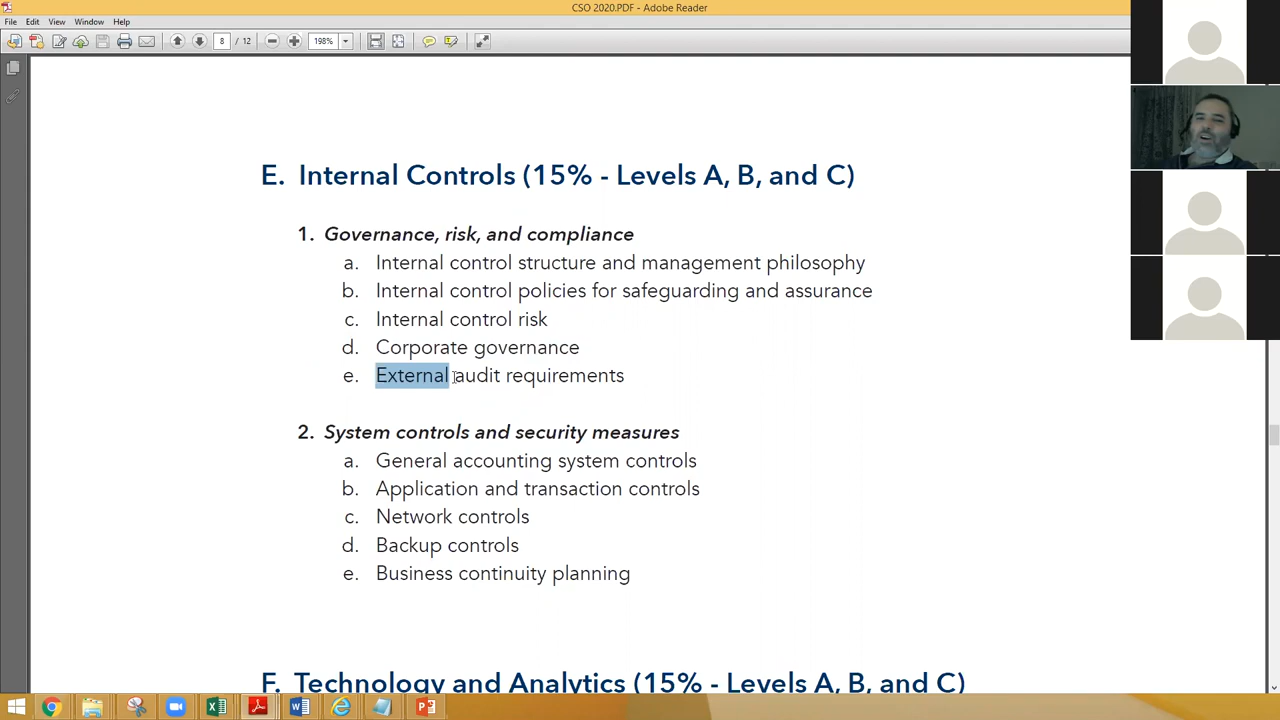 CSO 2020.PDF - Adobe Reader
File Edit View Window Help
8 / 12 198%
E. Internal Controls (15% - Levels A, B, and C)
1. Governance, risk, and compliance
a. Internal control structure and management philosophy
b. Internal control policies for safeguarding and assurance
c. Internal control risk
d. Corporate governance
e. External audit requirements
2. System controls and security measures
a. General accounting system controls
b. Application and transaction controls
c. Network controls
d. Backup controls
e. Business continuity planning
F. Technology and Analytics (15% - Levels A, B, and C)